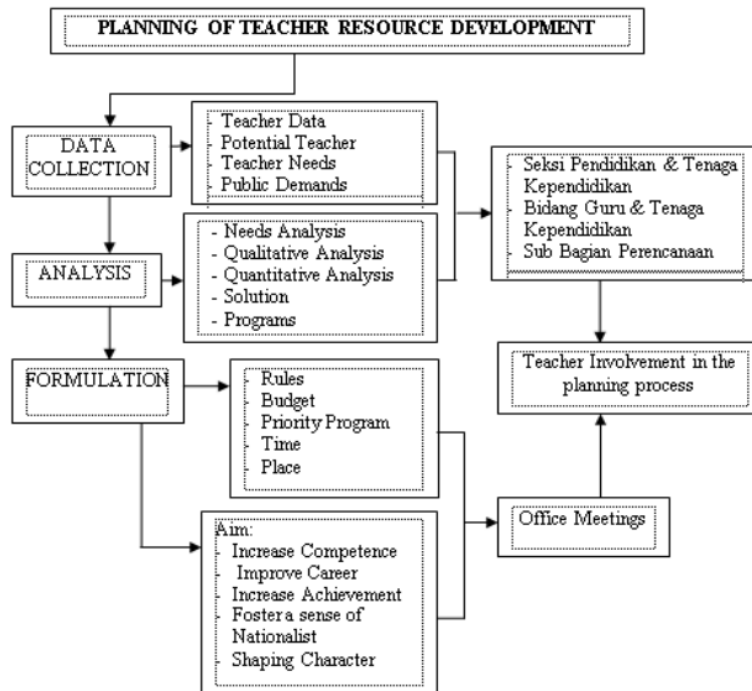 PLANNING OF TEACHER RESOURCE DEVELOPMENT
DATA
COLLECTION
- Teacher Data
- Potential Teacher
- Teacher Needs
- Public Demands
- Seksi Pendidikan & Tenaga
Kependidikan
- Bidang Guru & Tenaga
Kependidikan
- Sub Bagian Perencanaan
ANALYSIS
- Needs Analysis
- Qualitative Analysis
- Quantitative Analysis
- Solution
- Programs
FORMULATION
- Rules
- Budget
- Priority Program
- Time
- Place
Teacher Involvement in the
planning process
Aim:
- Increase Competence
- Improve Career
- Increase Achievement
- Foster a sense of
Nationalist
- Shaping Character
Office Meetings